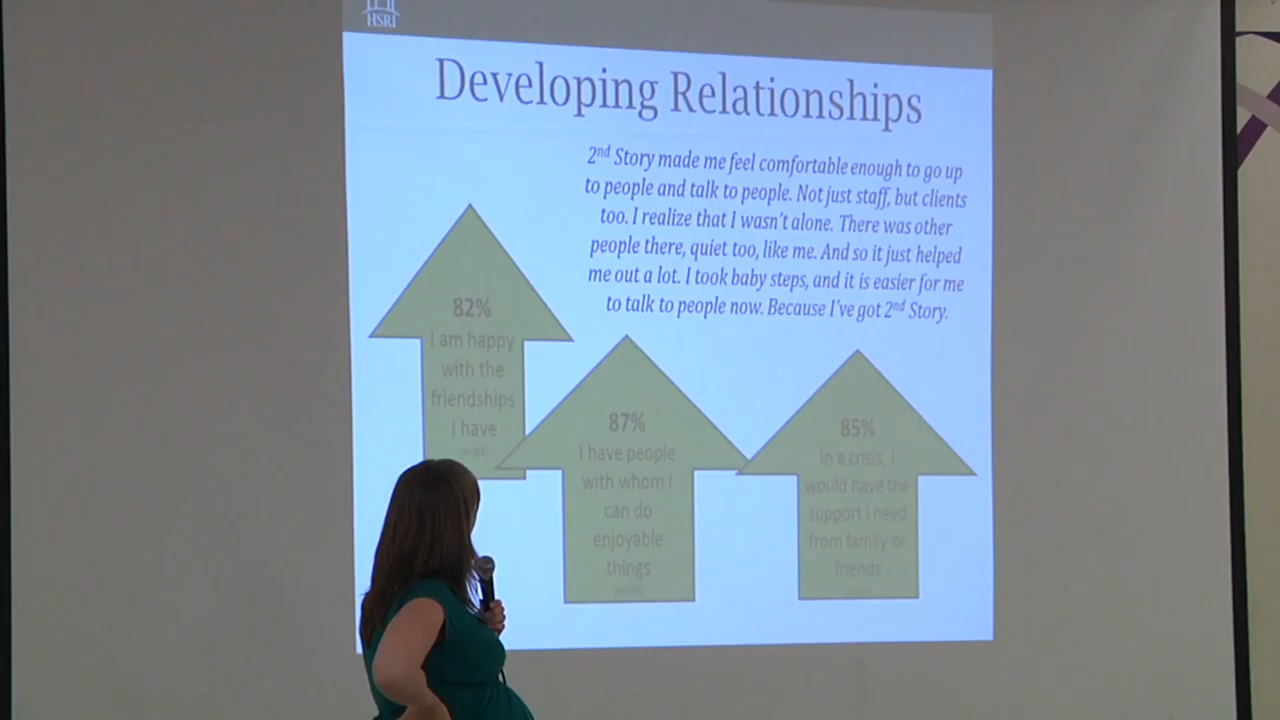 HSRI
Developing Relationships
2nd Story made me feel comfortable enough to go up
to people and talk to people. Not just staff, but clients
too. I realize that I wasn't alone. There was other
people there, quiet too, like me. And so it just helped
me out a lot. I took baby steps, and it is easier for me
to talk to people now. Because I've got 2nd Story.
82%
I am happy
with the
friendships
I have
87%
I have people
with whom I
can do
enjoyable
things
85%
In a crisis, I
would have the
support I need
from family or
friends